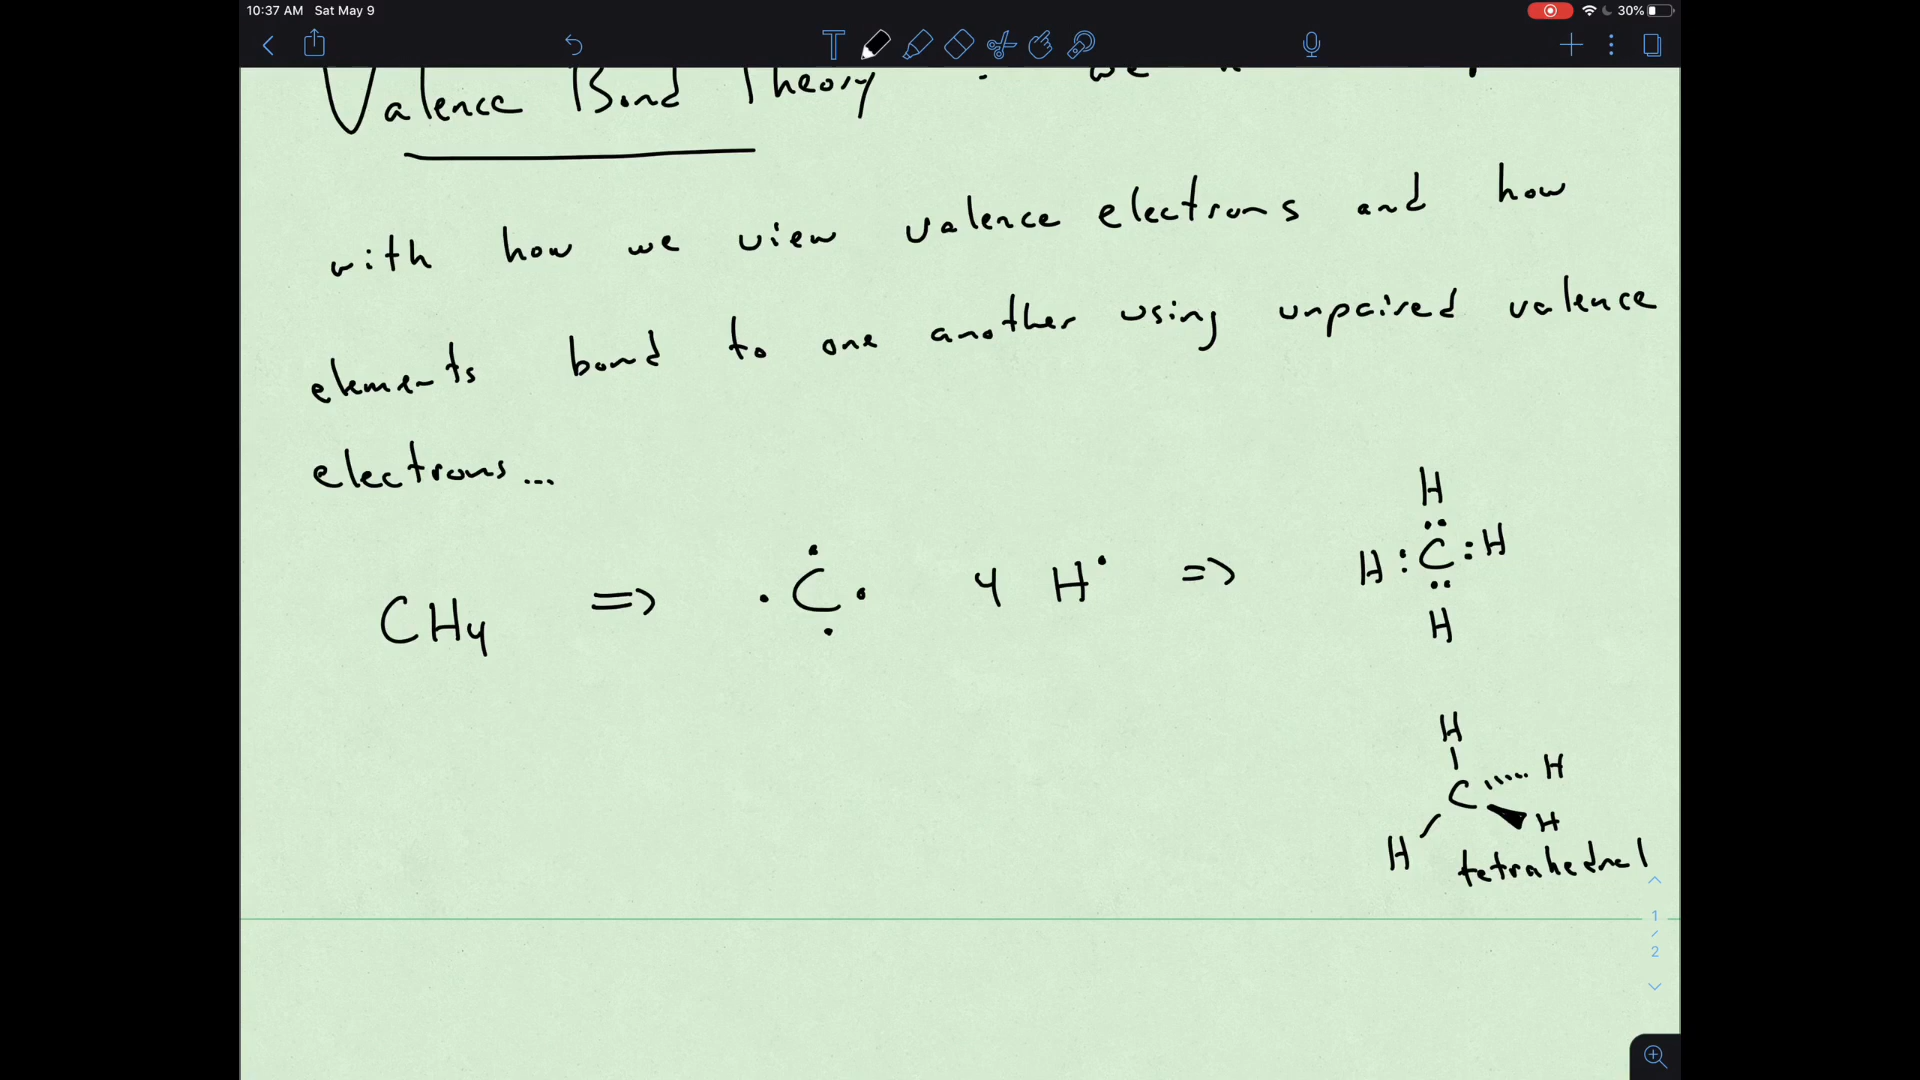 10:37 AM Sat May 9
30%
Valence Bond Theory : we
with how we view valence electrons and how
elements bond to one another using unpaired valence
electrons...
CH4 => · C · 4 H· => H : C : H
H
H
H
C H
H
H
tetrahedral
1
/
2